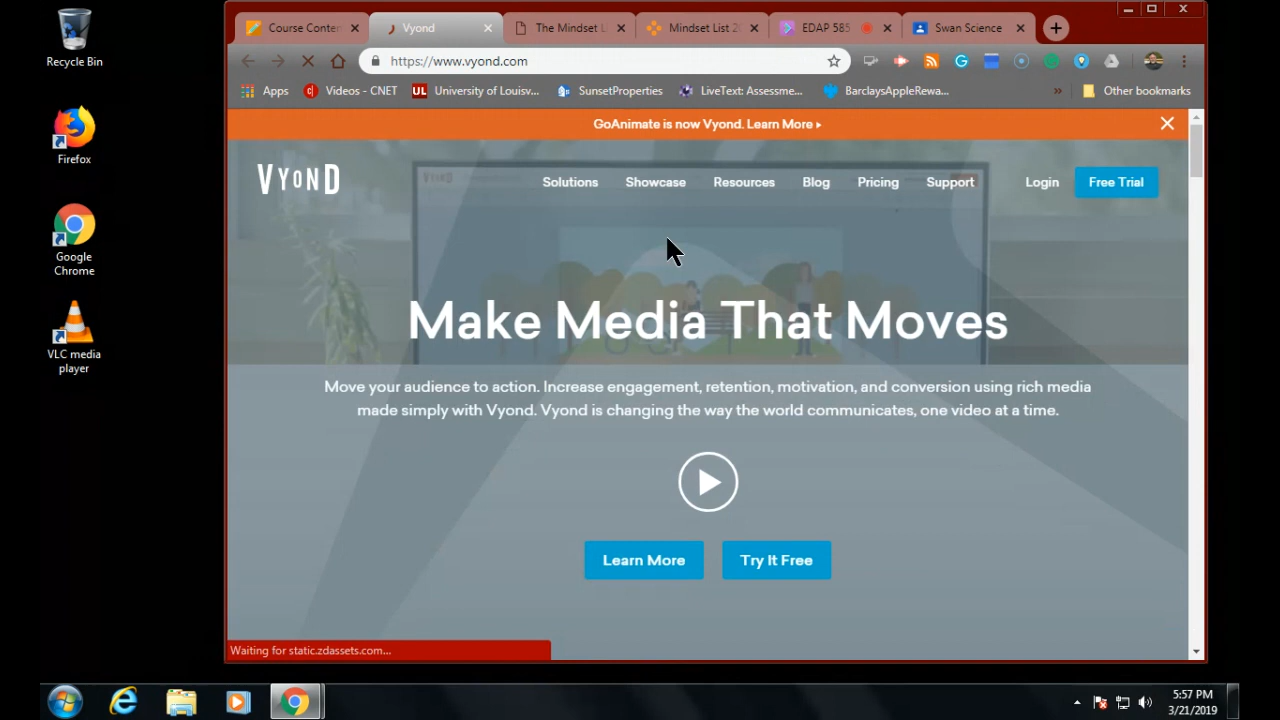 Recycle Bin
Firefox
Google
Chrome
VLC media
player
Course Conten
Vyond
The Mindset L
Mindset List 20
EDAP 585
Swan Science
https://www.vyond.com
Apps
Videos - CNET
University of Louisv...
SunsetProperties
LiveText: Assessme...
BarclaysAppleRewa...
Other bookmarks
GoAnimate is now Vyond. Learn More
VYOND
Solutions
Showcase
Resources
Blog
Pricing
Support
Login
Free Trial
Make Media That Moves
Move your audience to action. Increase engagement, retention, motivation, and conversion using rich media
made simply with Vyond. Vyond is changing the way the world communicates, one video at a time.
Learn More
Try It Free
Waiting for static.zdassets.com...
5:57 PM
3/21/2019